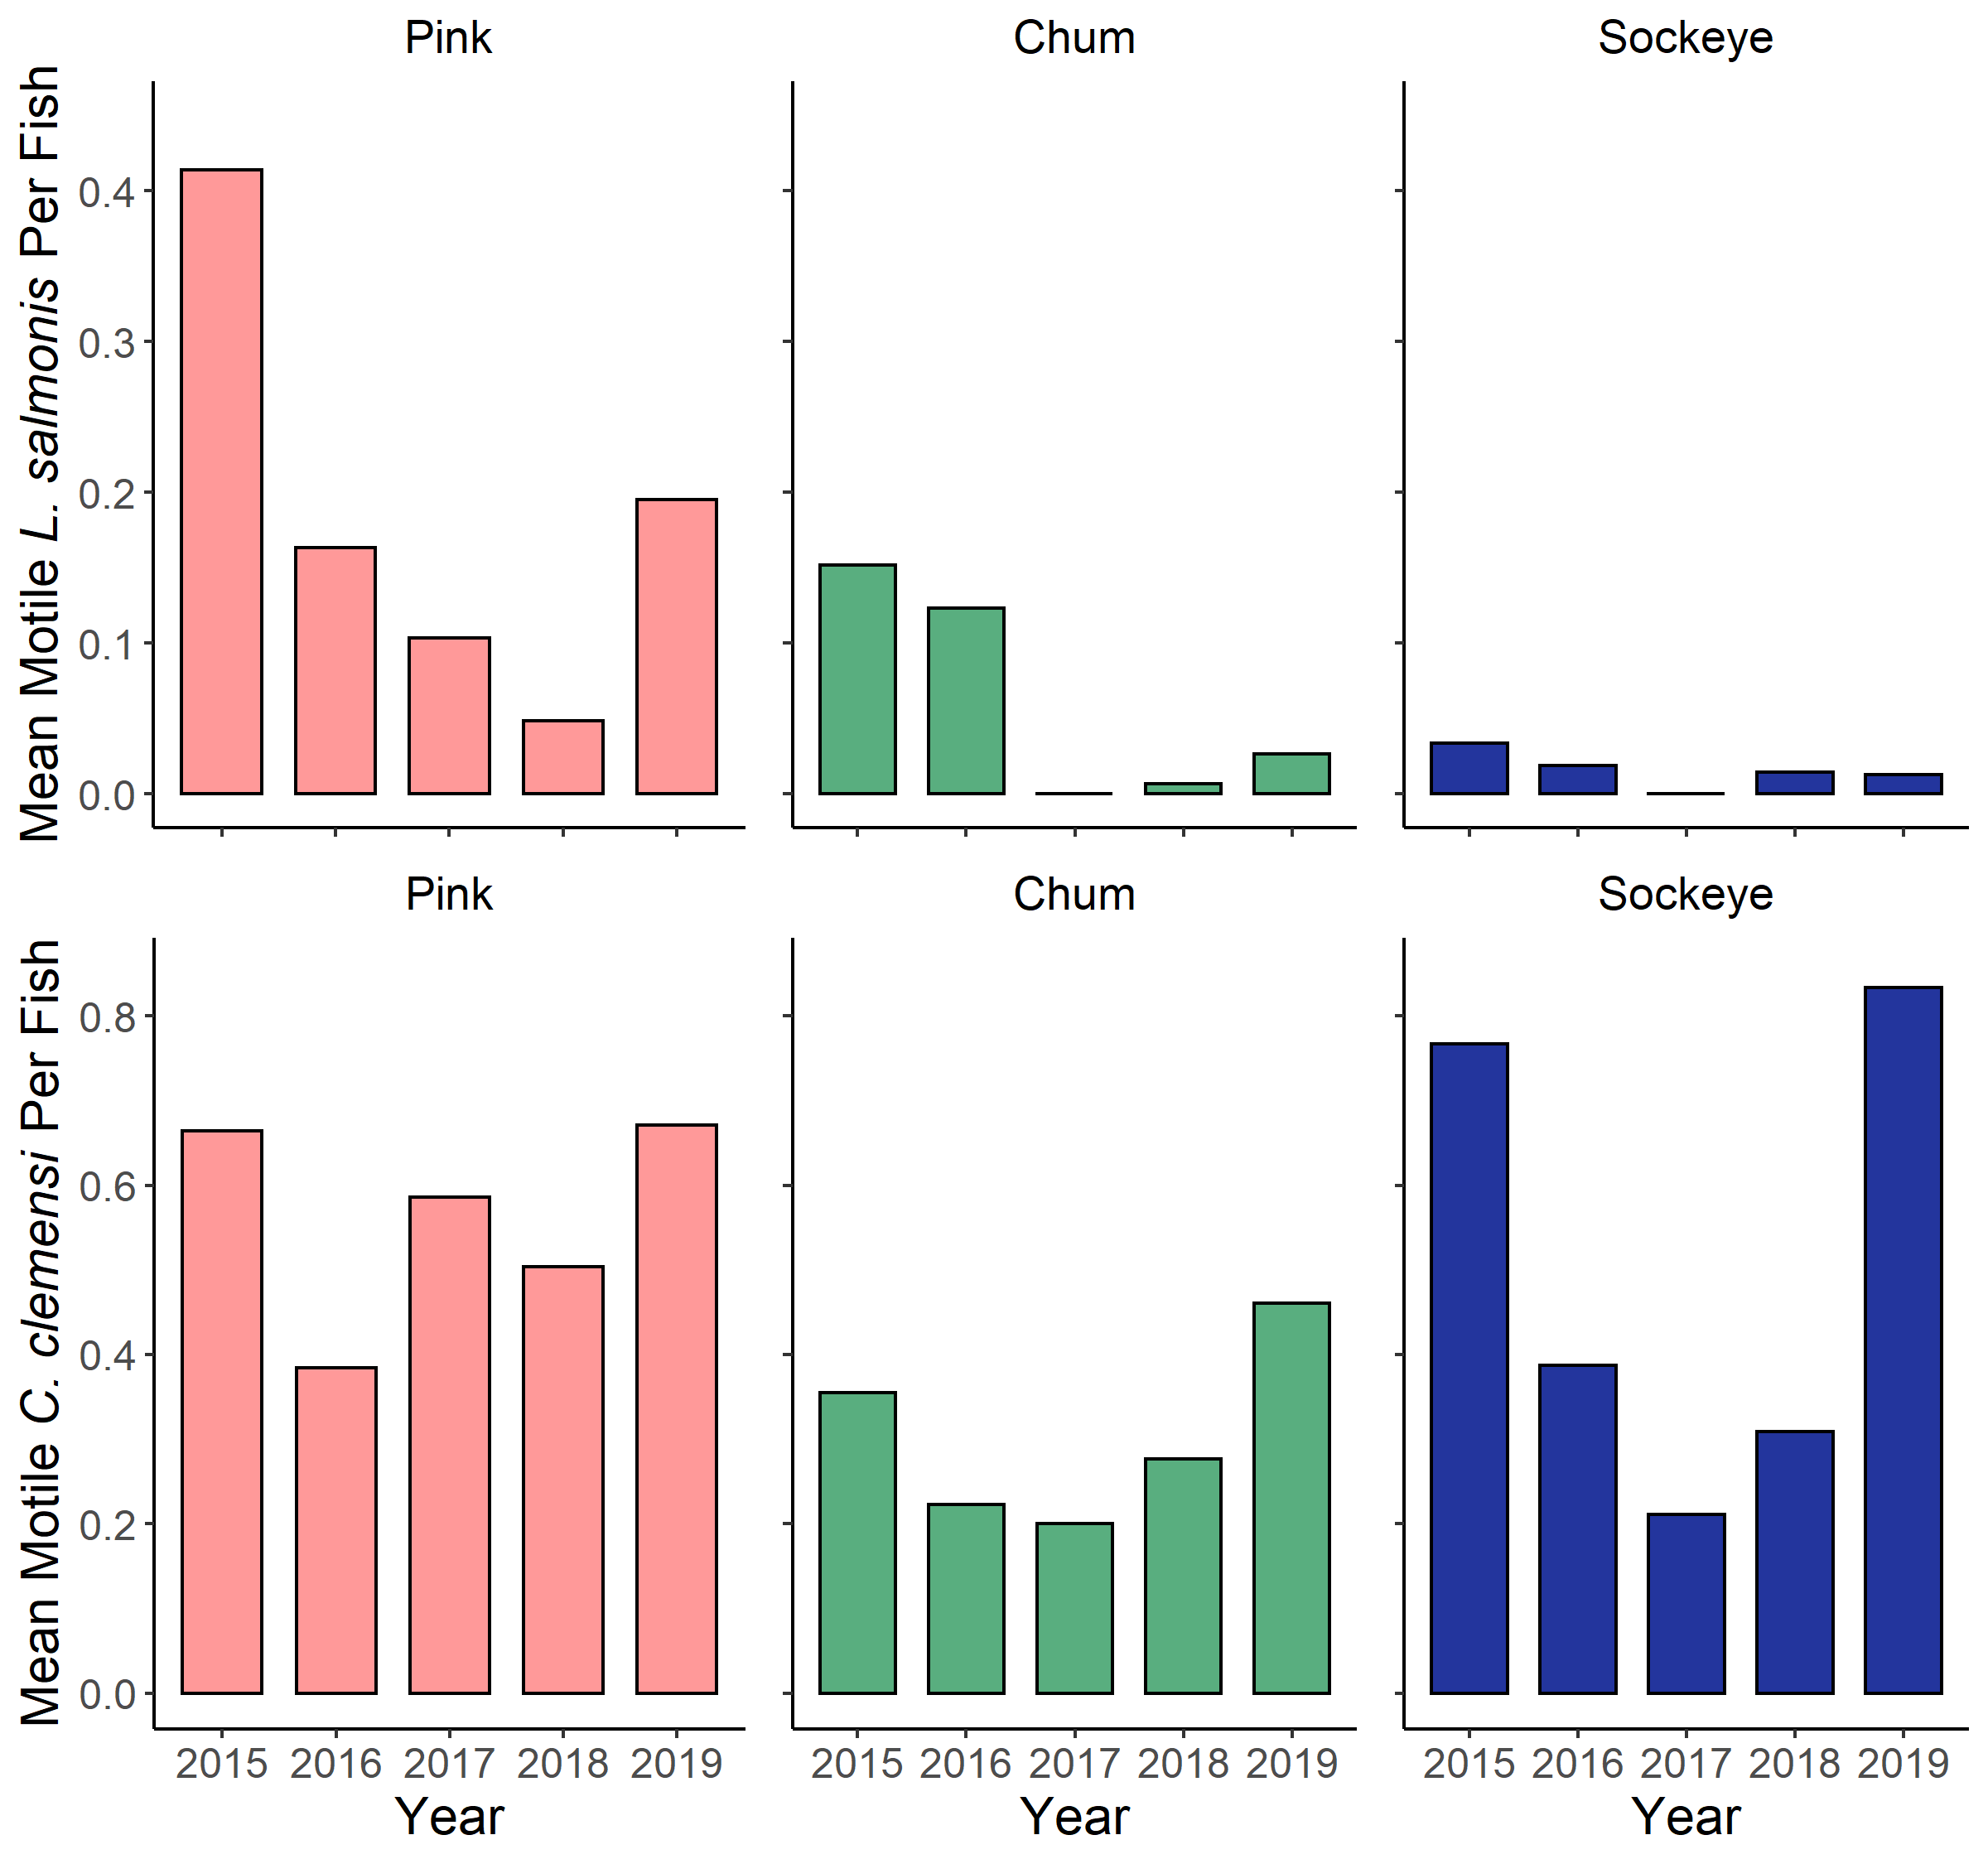 Pink Chum Sockeye
Mean Motile L. salmonis Per Fish
0.4
0.3
0.2
0.1
0.0
Pink Chum Sockeye
Mean Motile C. clemensi Per Fish
0.8
0.6
0.4
0.2
0.0
2015 2016 2017 2018 2019 2015 2016 2017 2018 2019 2015 2016 2017 2018 2019
Year Year Year